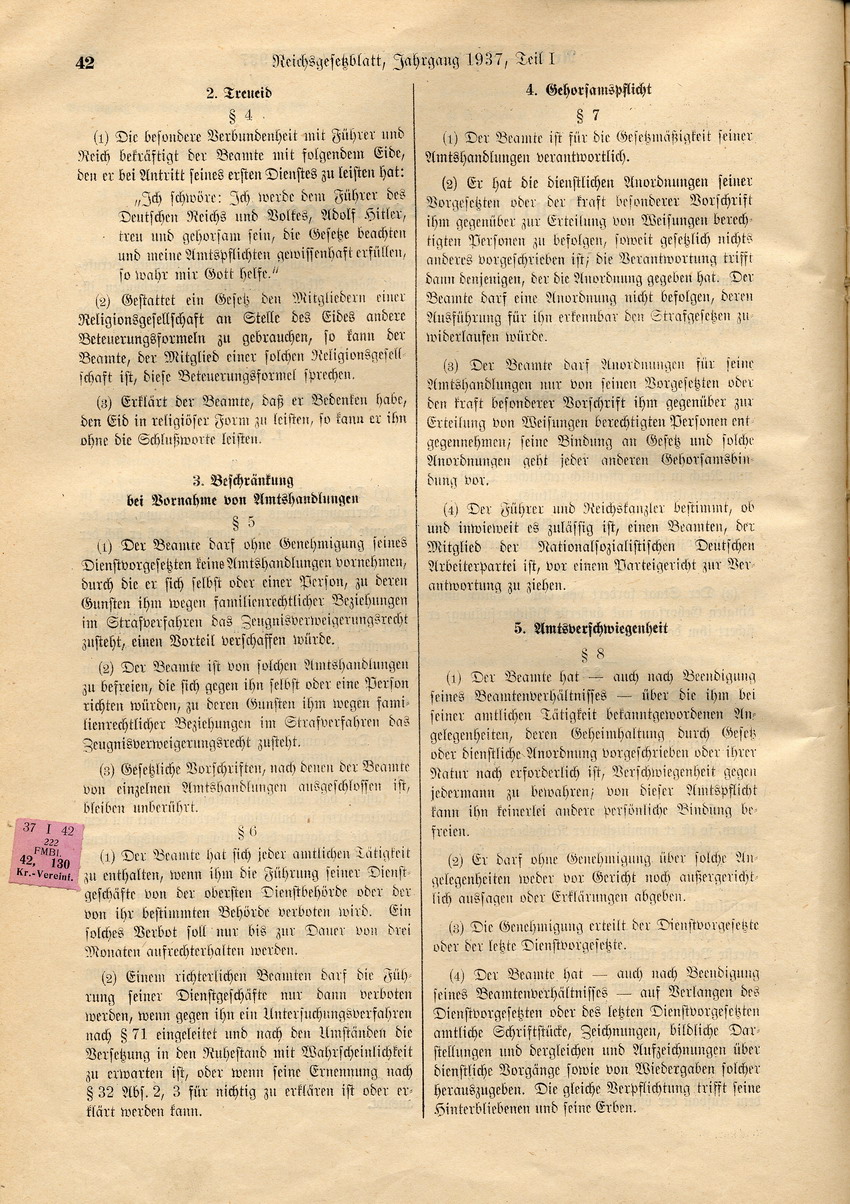 42
Reichsgesetzblatt, Jahrgang 1937, Teil I
2. Treueid
§ 4
(1) Die besondere Verbundenheit mit Führer und
Reich bekräftigt der Beamte mit folgendem Eide,
den er bei Antritt seines ersten Dienstes zu leisten hat:
„Ich schwöre: Ich werde dem Führer des
Deutschen Reichs und Volkes, Adolf Hitler,
treu und gehorsam sein, die Gesetze beachten
und meine Amtspflichten gewissenhaft erfüllen,
so wahr mir Gott helfe.“
(2) Gestattet ein Gesetz den Mitgliedern einer
Religionsgesellschaft an Stelle des Eides andere
Beteuerungsformeln zu gebrauchen, so kann der
Beamte, der Mitglied einer solchen Religionsgesell-
schaft ist, diese Beteuerungsformel sprechen.
(3) Erklärt der Beamte, daß er Bedenken habe,
den Eid in religiöser Form zu leisten, so kann er ihn
ohne die Schlußworte leisten.
3. Beschränkung
bei Vornahme von Amtshandlungen
§ 5
(1) Der Beamte darf ohne Genehmigung seines
Dienstvorgesetzten keine Amtshandlungen vornehmen,
durch die er sich selbst oder einer Person, zu deren
Gunsten ihm wegen familienrechtlicher Beziehungen
im Strafverfahren das Zeugnisverweigerungsrecht
zusteht, einen Vorteil verschaffen würde.
(2) Der Beamte ist von solchen Amtshandlungen
zu befreien, die sich gegen ihn selbst oder eine Person
richten würden, zu deren Gunsten ihm wegen fami-
lienrechtlicher Beziehungen im Strafverfahren das
Zeugnisverweigerungsrecht zusteht.
(3) Gesetzliche Vorschriften, nach denen der Beamte
von einzelnen Amtshandlungen ausgeschlossen ist,
bleiben unberührt.
§ 6
(1) Der Beamte hat sich jeder amtlichen Tätigkeit
zu enthalten, wenn ihm die Führung seiner Dienst-
geschäfte von der obersten Dienstbehörde oder der
von ihr bestimmten Behörde verboten wird. Ein
solches Verbot soll nur bis zur Dauer von drei
Monaten aufrechterhalten werden.
(2) Einem richterlichen Beamten darf die Füh-
rung seiner Dienstgeschäfte nur dann verboten
werden, wenn gegen ihn ein Untersuchungsverfahren
nach § 71 eingeleitet und nach den Umständen die
Versetzung in den Ruhestand mit Wahrscheinlichkeit
zu erwarten ist, oder wenn seine Ernennung nach
§ 32 Abs. 2, 3 für nichtig zu erklären ist oder er-
klärt werden kann.
37 I 42
222
FMBl.
42, 130
Kr.-Vereinf.
4. Gehorsamspflicht
§ 7
(1) Der Beamte ist für die Gesetzmäßigkeit seiner
Amtshandlungen verantwortlich.
(2) Er hat die dienstlichen Anordnungen seiner
Vorgesetzten oder der kraft besonderer Vorschrift
ihm gegenüber zur Erteilung von Weisungen berech-
tigten Personen zu befolgen, soweit gesetzlich nichts
anderes vorgeschrieben ist; die Verantwortung trifft
dann denjenigen, der die Anordnung gegeben hat. Der
Beamte darf eine Anordnung nicht befolgen, deren
Ausführung für ihn erkennbar den Strafgesetzen zu-
widerlaufen würde.
(3) Der Beamte darf Anordnungen für seine
Amtshandlungen nur von seinen Vorgesetzten oder
den kraft besonderer Vorschrift ihm gegenüber zur
Erteilung von Weisungen berechtigten Personen ent-
gegennehmen; seine Bindung an Gesetz und solche
Anordnungen geht jeder anderen Gehorsamsbin-
dung vor.
(4) Der Führer und Reichskanzler bestimmt, ob
und inwieweit es zulässig ist, einen Beamten, der
Mitglied der Nationalsozialistischen Deutschen
Arbeiterpartei ist, vor einem Parteigericht zur Ver-
antwortung zu ziehen.
5. Amtsverschwiegenheit
§ 8
(1) Der Beamte hat — auch nach Beendigung
seines Beamtenverhältnisses — über die ihm bei
seiner amtlichen Tätigkeit bekanntgewordenen An-
gelegenheiten, deren Geheimhaltung durch Gesetz
oder dienstliche Anordnung vorgeschrieben oder ihrer
Natur nach erforderlich ist, Verschwiegenheit gegen
jedermann zu bewahren; von dieser Amtspflicht
kann ihn keinerlei andere persönliche Bindung be-
freien.
(2) Er darf ohne Genehmigung über solche An-
gelegenheiten weder vor Gericht noch außergericht-
lich aussagen oder Erklärungen abgeben.
(3) Die Genehmigung erteilt der Dienstvorgesetzte
oder der letzte Dienstvorgesetzte.
(4) Der Beamte hat — auch nach Beendigung
seines Beamtenverhältnisses — auf Verlangen des
Dienstvorgesetzten oder des letzten Dienstvorgesetzten
amtliche Schriftstücke, Zeichnungen, bildliche Dar-
stellungen und dergleichen und Aufzeichnungen über
dienstliche Vorgänge sowie von Wiedergaben solcher
herauszugeben. Die gleiche Verpflichtung trifft seine
Hinterbliebenen und seine Erben.